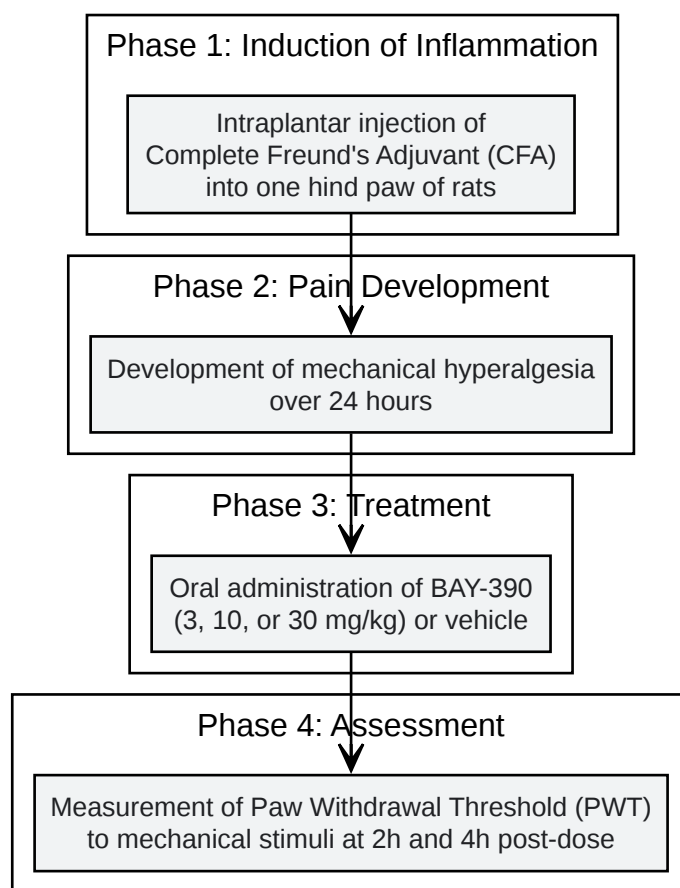 Phase 1: Induction of Inflammation
Intraplantar injection of
Complete Freund's Adjuvant (CFA)
into one hind paw of rats
Phase 2: Pain Development
Development of mechanical hyperalgesia
over 24 hours
Phase 3: Treatment
Oral administration of BAY-390
(3, 10, or 30 mg/kg) or vehicle
Phase 4: Assessment
Measurement of Paw Withdrawal Threshold (PWT)
to mechanical stimuli at 2h and 4h post-dose